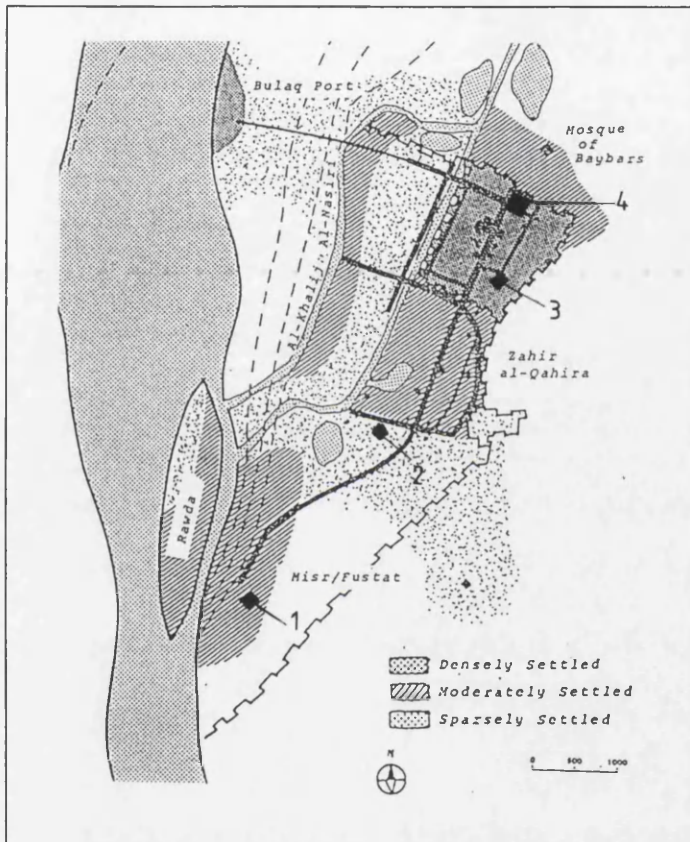 Bulaq Port
Mosque
of
Baybars
4
Al-Khalij Al-Nasiri
3
Zahir
al-Qahira
2
Rawda
Misr/Fustat
1
Densely Settled
Moderately Settled
Sparsely Settled
N
0 500 1000